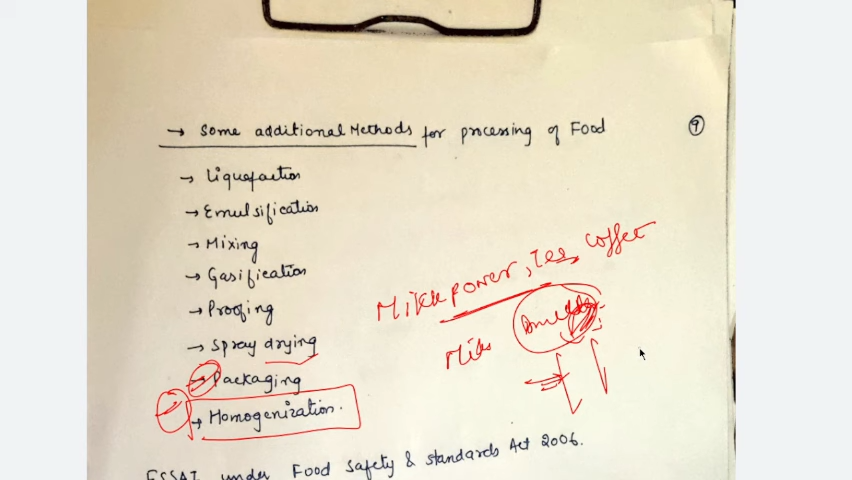 → Some additional Methods for processing of Food
9
→ Liquefaction
→ Emulsification
→ Mixing
→ Gasification
→ Proofing
→ Spray drying
→ Packaging
→ Homogenization.
Milk power, Tea, Coffee
Milk
FSSAI under Food Safety & standards Act 2006.